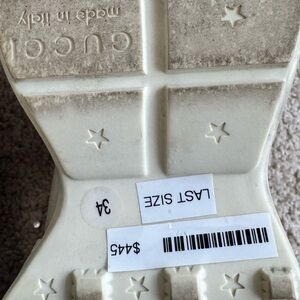 GUCCI
made in italy
34
LAST SIZE
$445